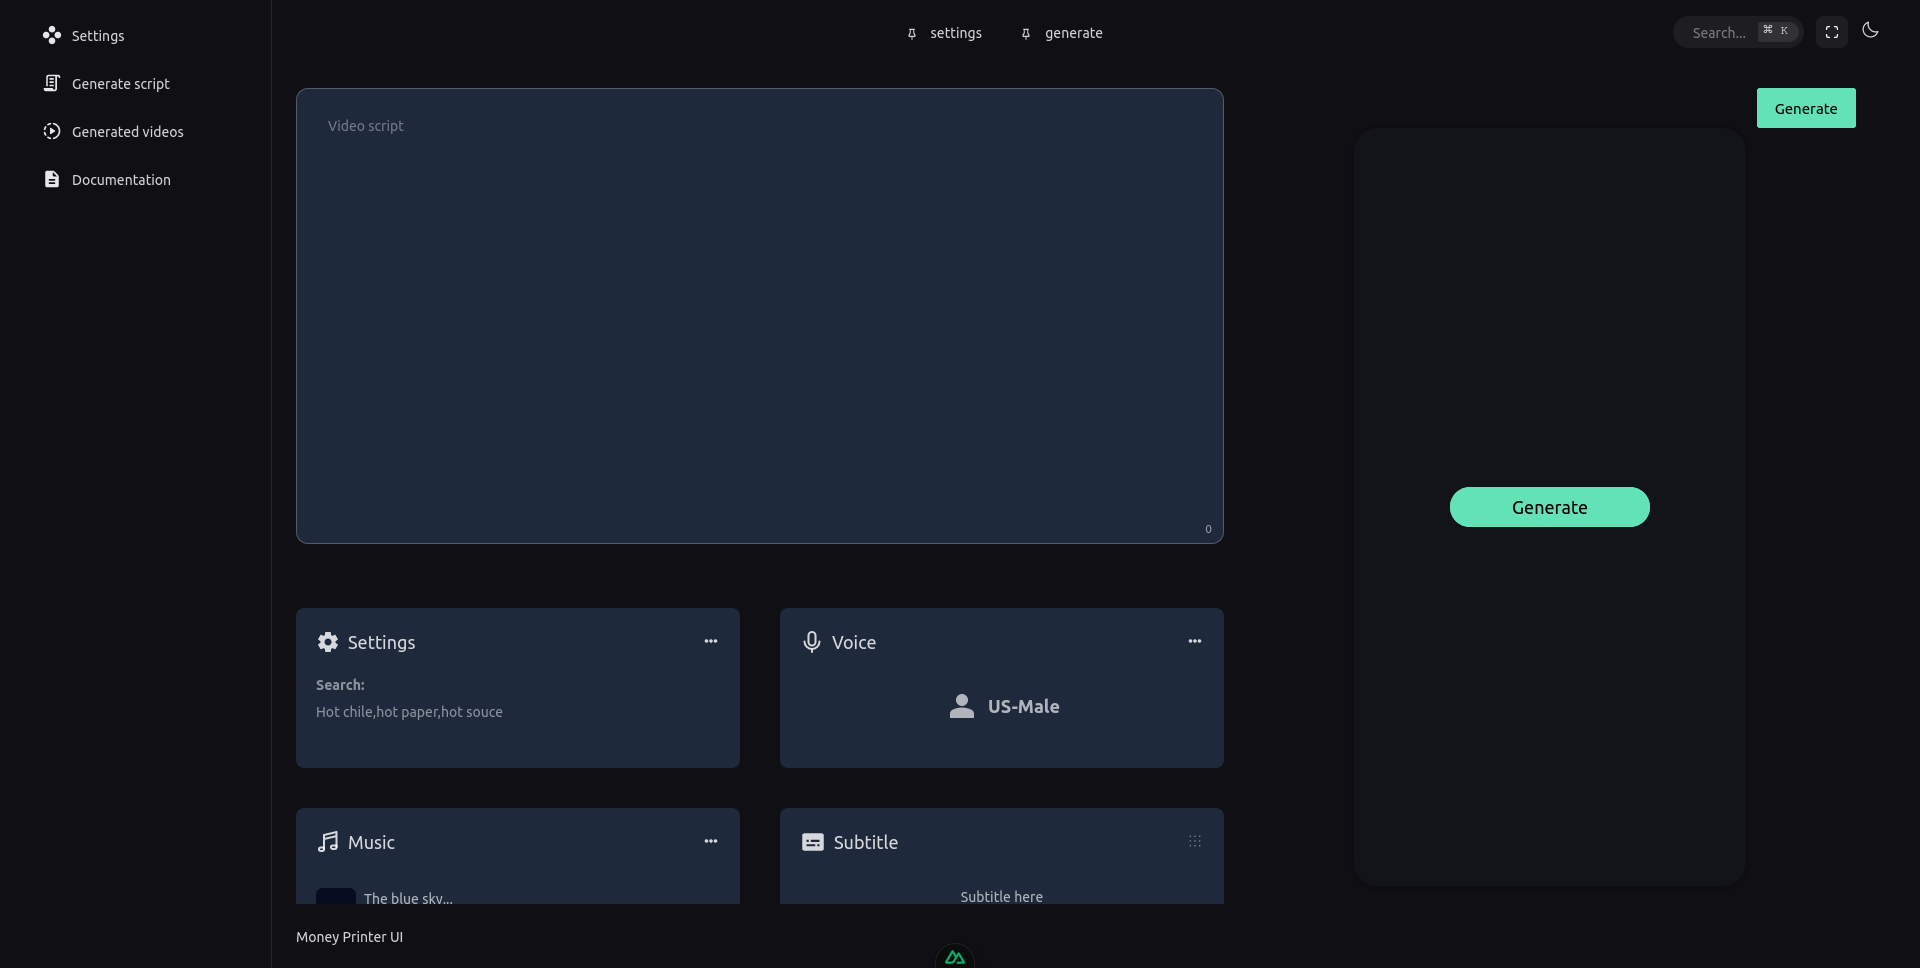 Settings
Generate script
Generated videos
Documentation
settings
generate
Search...
⌘ K
Generate
Video script
0
Generate
Settings
Search:
Hot chile,hot paper,hot souce
Voice
US-Male
Music
The blue sky...
Subtitle
Subtitle here
Money Printer UI